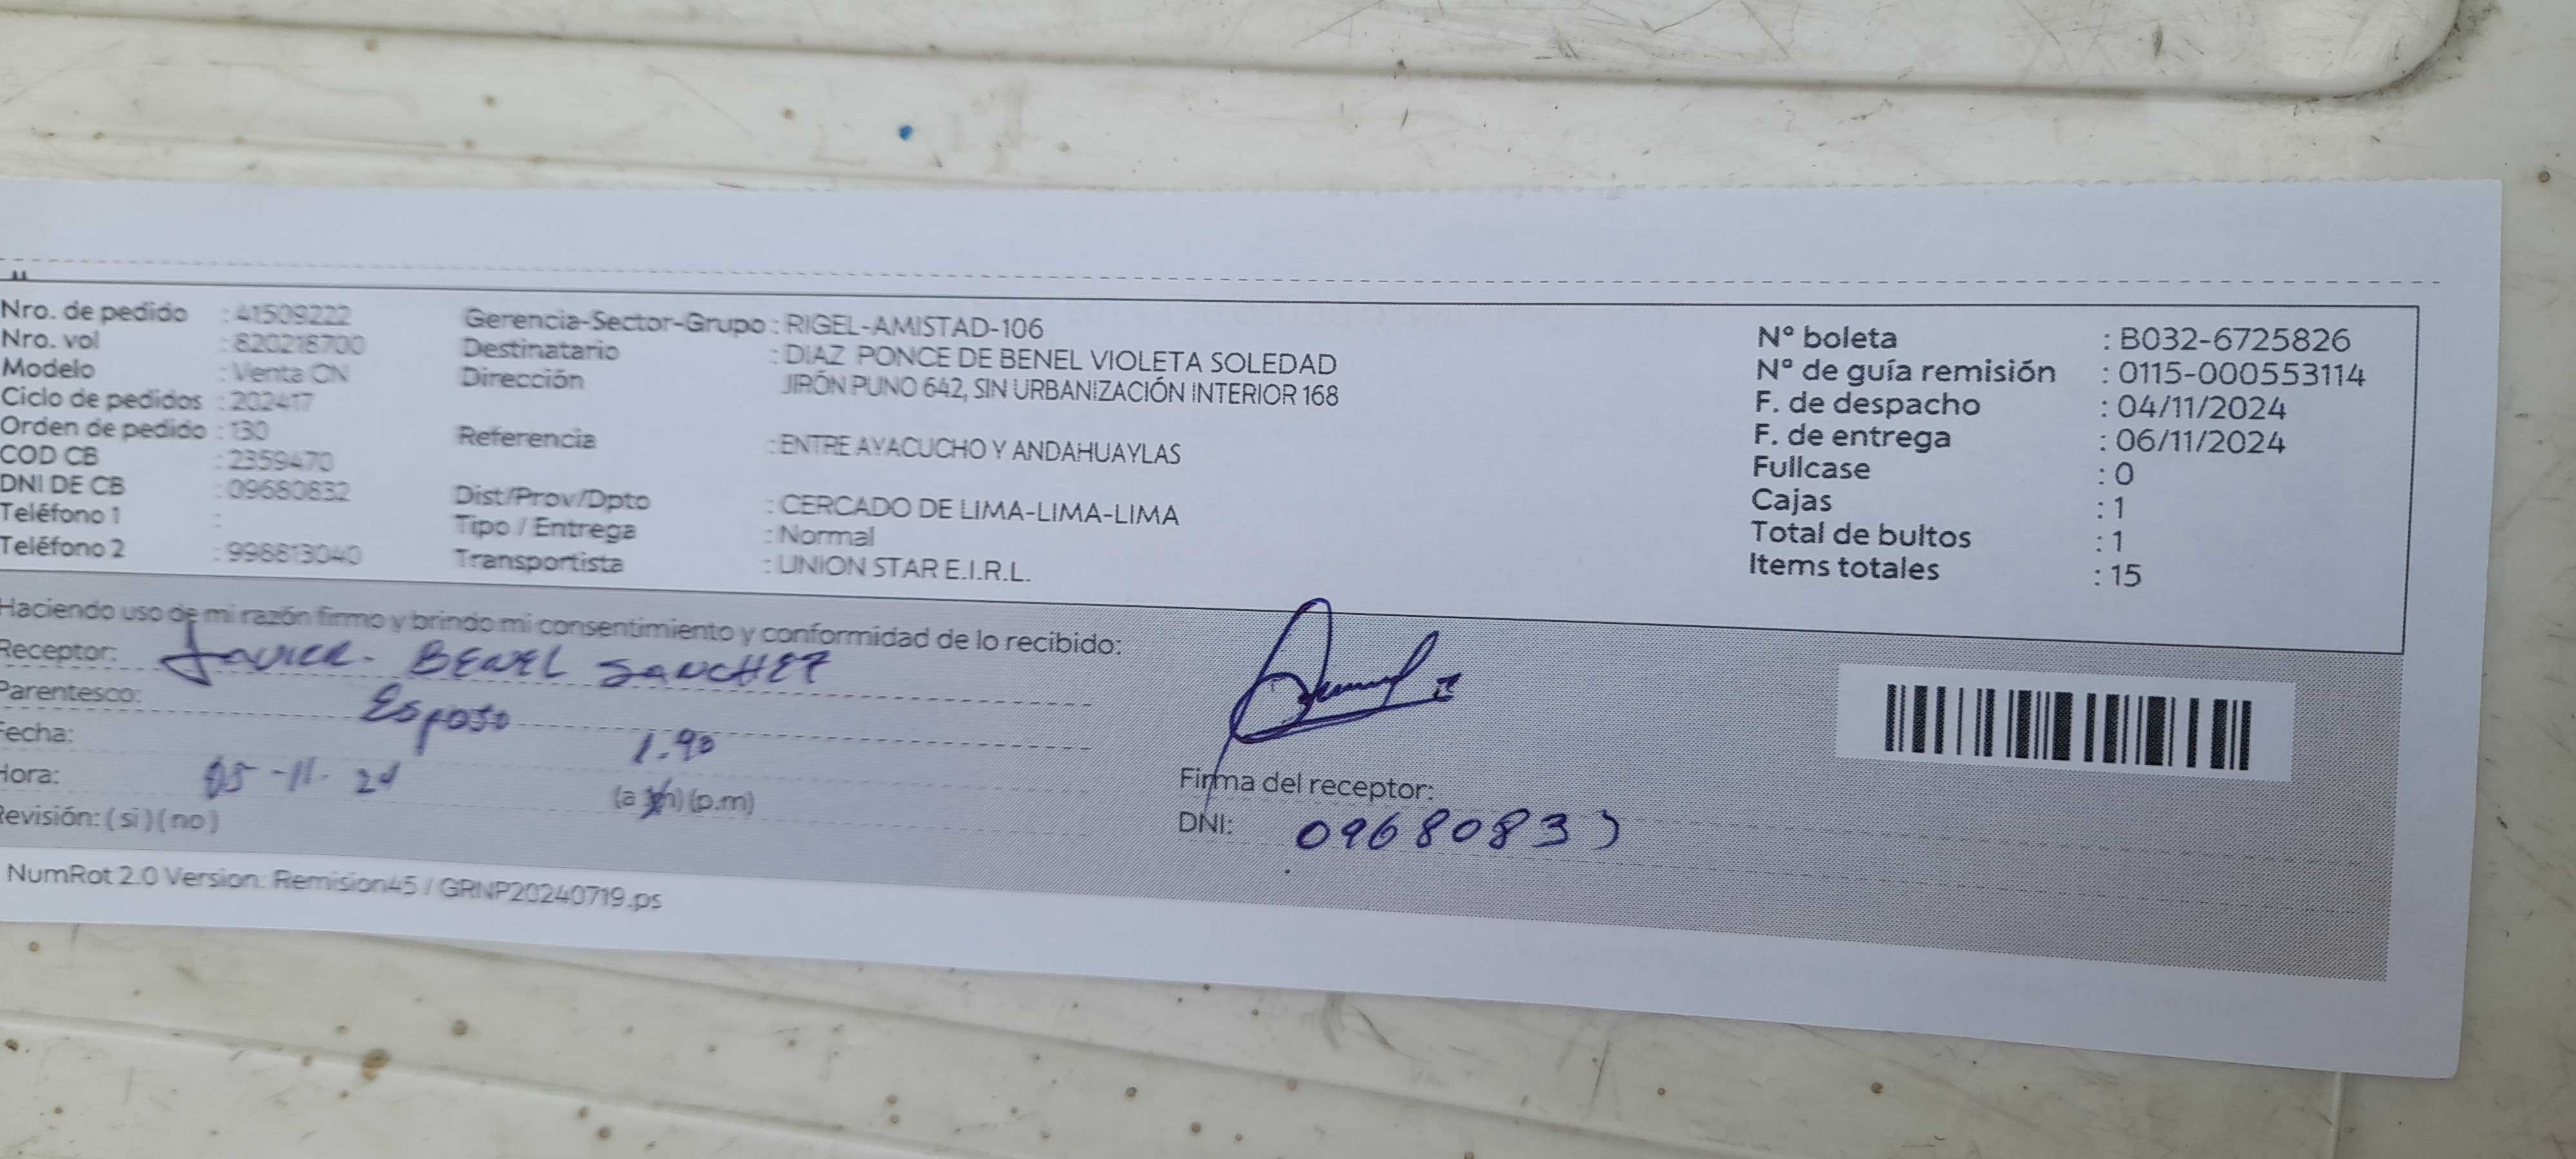 Nro. de pedido : 41509222
Nro. vol : 820218700
Modelo : Venta CN
Ciclo de pedidos : 202417
Orden de pedido : 130
COD CB : 2359470
DNI DE CB : 09680832
Teléfono 1 :
Teléfono 2 : 998813040
Gerencia-Sector-Grupo : RIGEL-AMISTAD-106
Destinatario : DIAZ PONCE DE BENEL VIOLETA SOLEDAD
Dirección JIRÓN PUNO 642, SIN URBANIZACIÓN INTERIOR 168
Referencia : ENTRE AYACUCHO Y ANDAHUAYLAS
Dist/Prov/Dpto : CERCADO DE LIMA-LIMA-LIMA
Tipo / Entrega : Normal
Transportista : UNION STAR E.I.R.L.
Nº boleta : B032-6725826
Nº de guía remisión : 0115-000553114
F. de despacho : 04/11/2024
F. de entrega : 06/11/2024
Fullcase : 0
Cajas : 1
Total de bultos : 1
Items totales : 15
Haciendo uso de mi razón firmo y brindo mi consentimiento y conformidad de lo recibido:
Receptor: JAVIER. BENEL SANCHEZ
Parentesco: Esposo
Fecha: 05-11-24
Hora: 1.90 (a.m) (p.m)
Revisión: ( si ) ( no )
Firma del receptor:
DNI: 0968083
NumRot 2.0 Version: Remision45 / GRNP20240719.ps